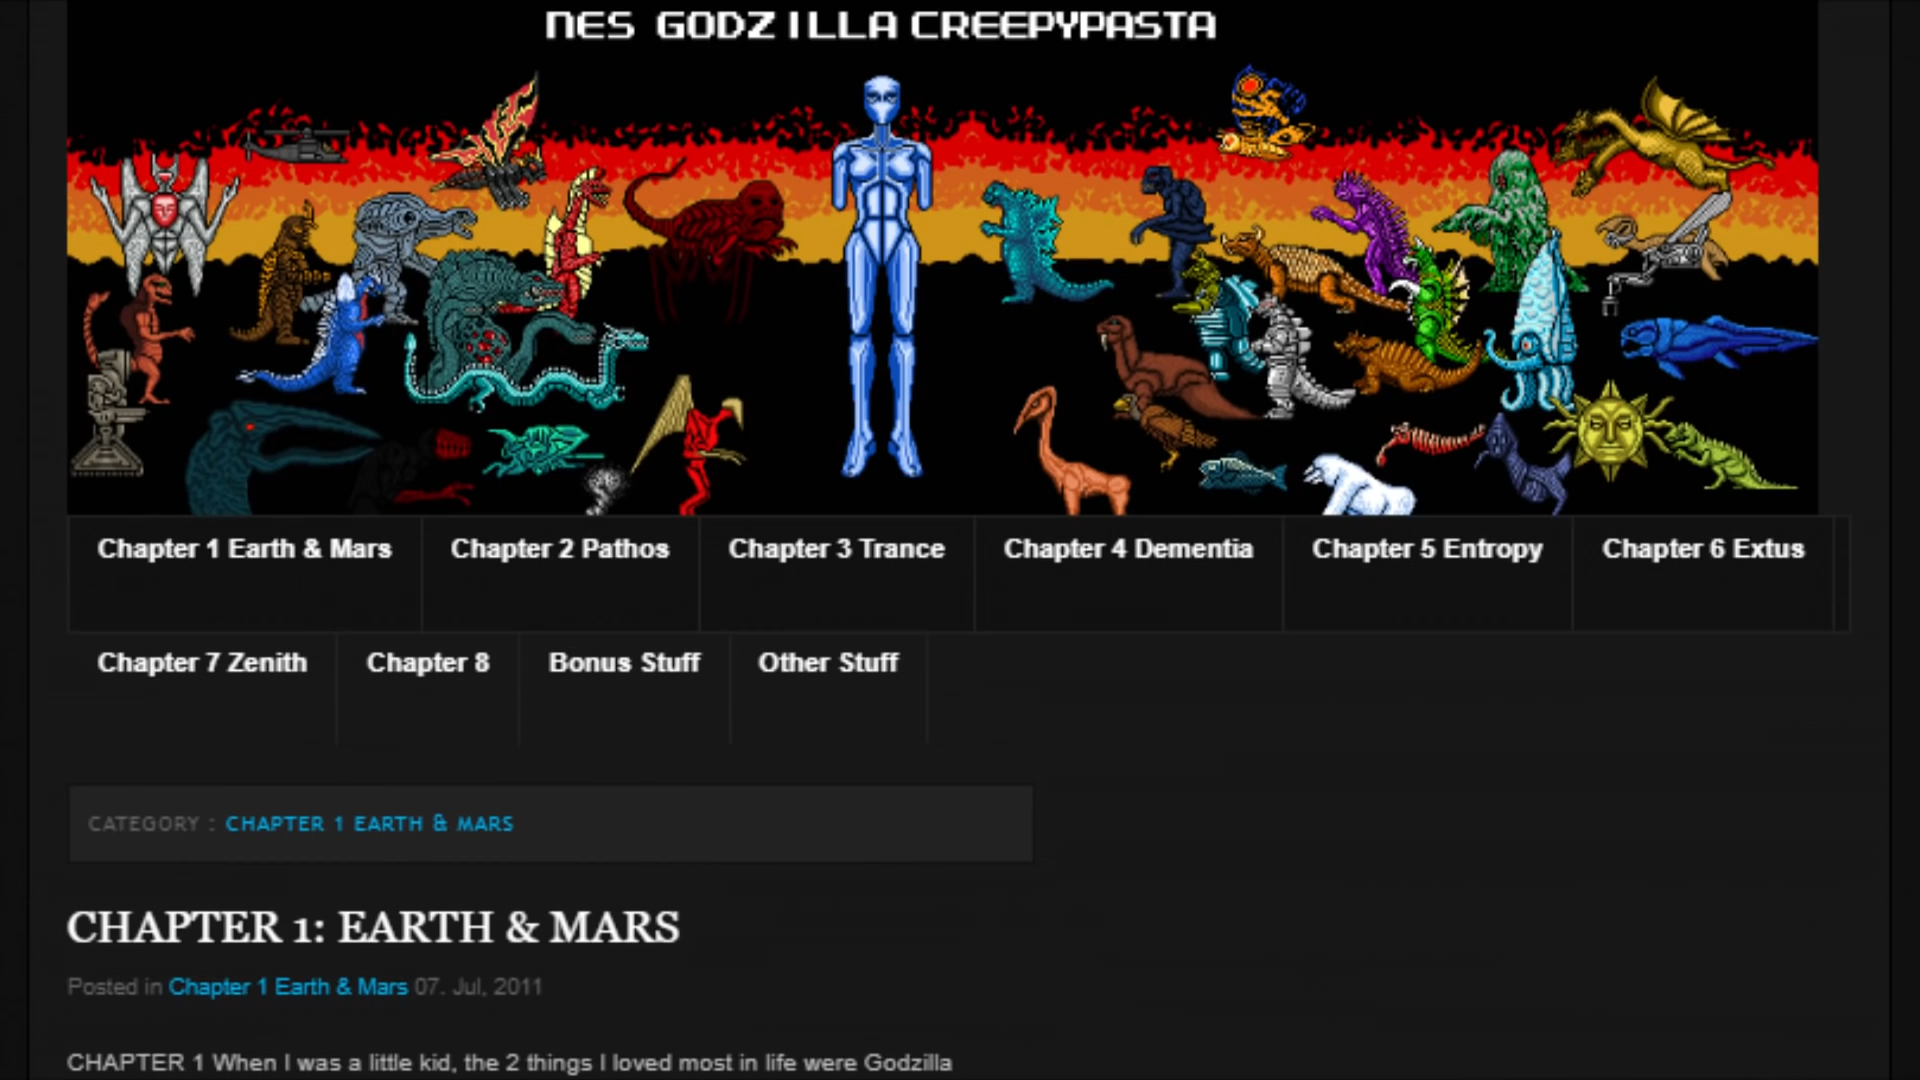 NES GODZILLA CREEPYPASTA
Chapter 1 Earth & Mars
Chapter 2 Pathos
Chapter 3 Trance
Chapter 4 Dementia
Chapter 5 Entropy
Chapter 6 Extus
Chapter 7 Zenith
Chapter 8
Bonus Stuff
Other Stuff
CATEGORY : CHAPTER 1 EARTH & MARS
CHAPTER 1: EARTH & MARS
Posted in Chapter 1 Earth & Mars 07. Jul, 2011
CHAPTER 1 When I was a little kid, the 2 things I loved most in life were Godzilla